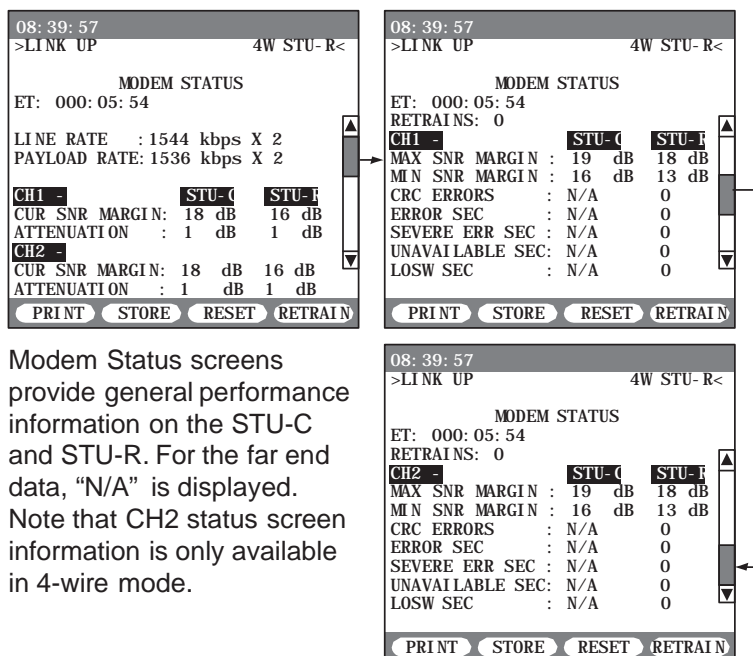 08:39:57
>LINK UP 4W STU-R<
MODEM STATUS
ET: 000:05:54
LINE RATE :1544 kbps X 2
PAYLOAD RATE:1536 kbps X 2
CH1 - STU-C STU-R
CUR SNR MARGIN: 18 dB 16 dB
ATTENUATION : 1 dB 1 dB
CH2 -
CUR SNR MARGIN: 18 dB 16 dB
ATTENUATION : 1 dB 1 dB
PRINT STORE RESET RETRAIN
08:39:57
>LINK UP 4W STU-R<
MODEM STATUS
ET: 000:05:54
RETRAINS: 0
CH1 - STU-C STU-R
MAX SNR MARGIN : 19 dB 18 dB
MIN SNR MARGIN : 16 dB 13 dB
CRC ERRORS : N/A 0
ERROR SEC : N/A 0
SEVERE ERR SEC : N/A 0
UNAVAILABLE SEC: N/A 0
LOSW SEC : N/A 0
PRINT STORE RESET RETRAIN
Modem Status screens
provide general performance
information on the STU-C
and STU-R. For the far end
data, “N/A” is displayed.
Note that CH2 status screen
information is only available
in 4-wire mode.
08:39:57
>LINK UP 4W STU-R<
MODEM STATUS
ET: 000:05:54
RETRAINS: 0
CH2 - STU-C STU-R
MAX SNR MARGIN : 19 dB 18 dB
MIN SNR MARGIN : 16 dB 13 dB
CRC ERRORS : N/A 0
ERROR SEC : N/A 0
SEVERE ERR SEC : N/A 0
UNAVAILABLE SEC: N/A 0
LOSW SEC : N/A 0
PRINT STORE RESET RETRAIN